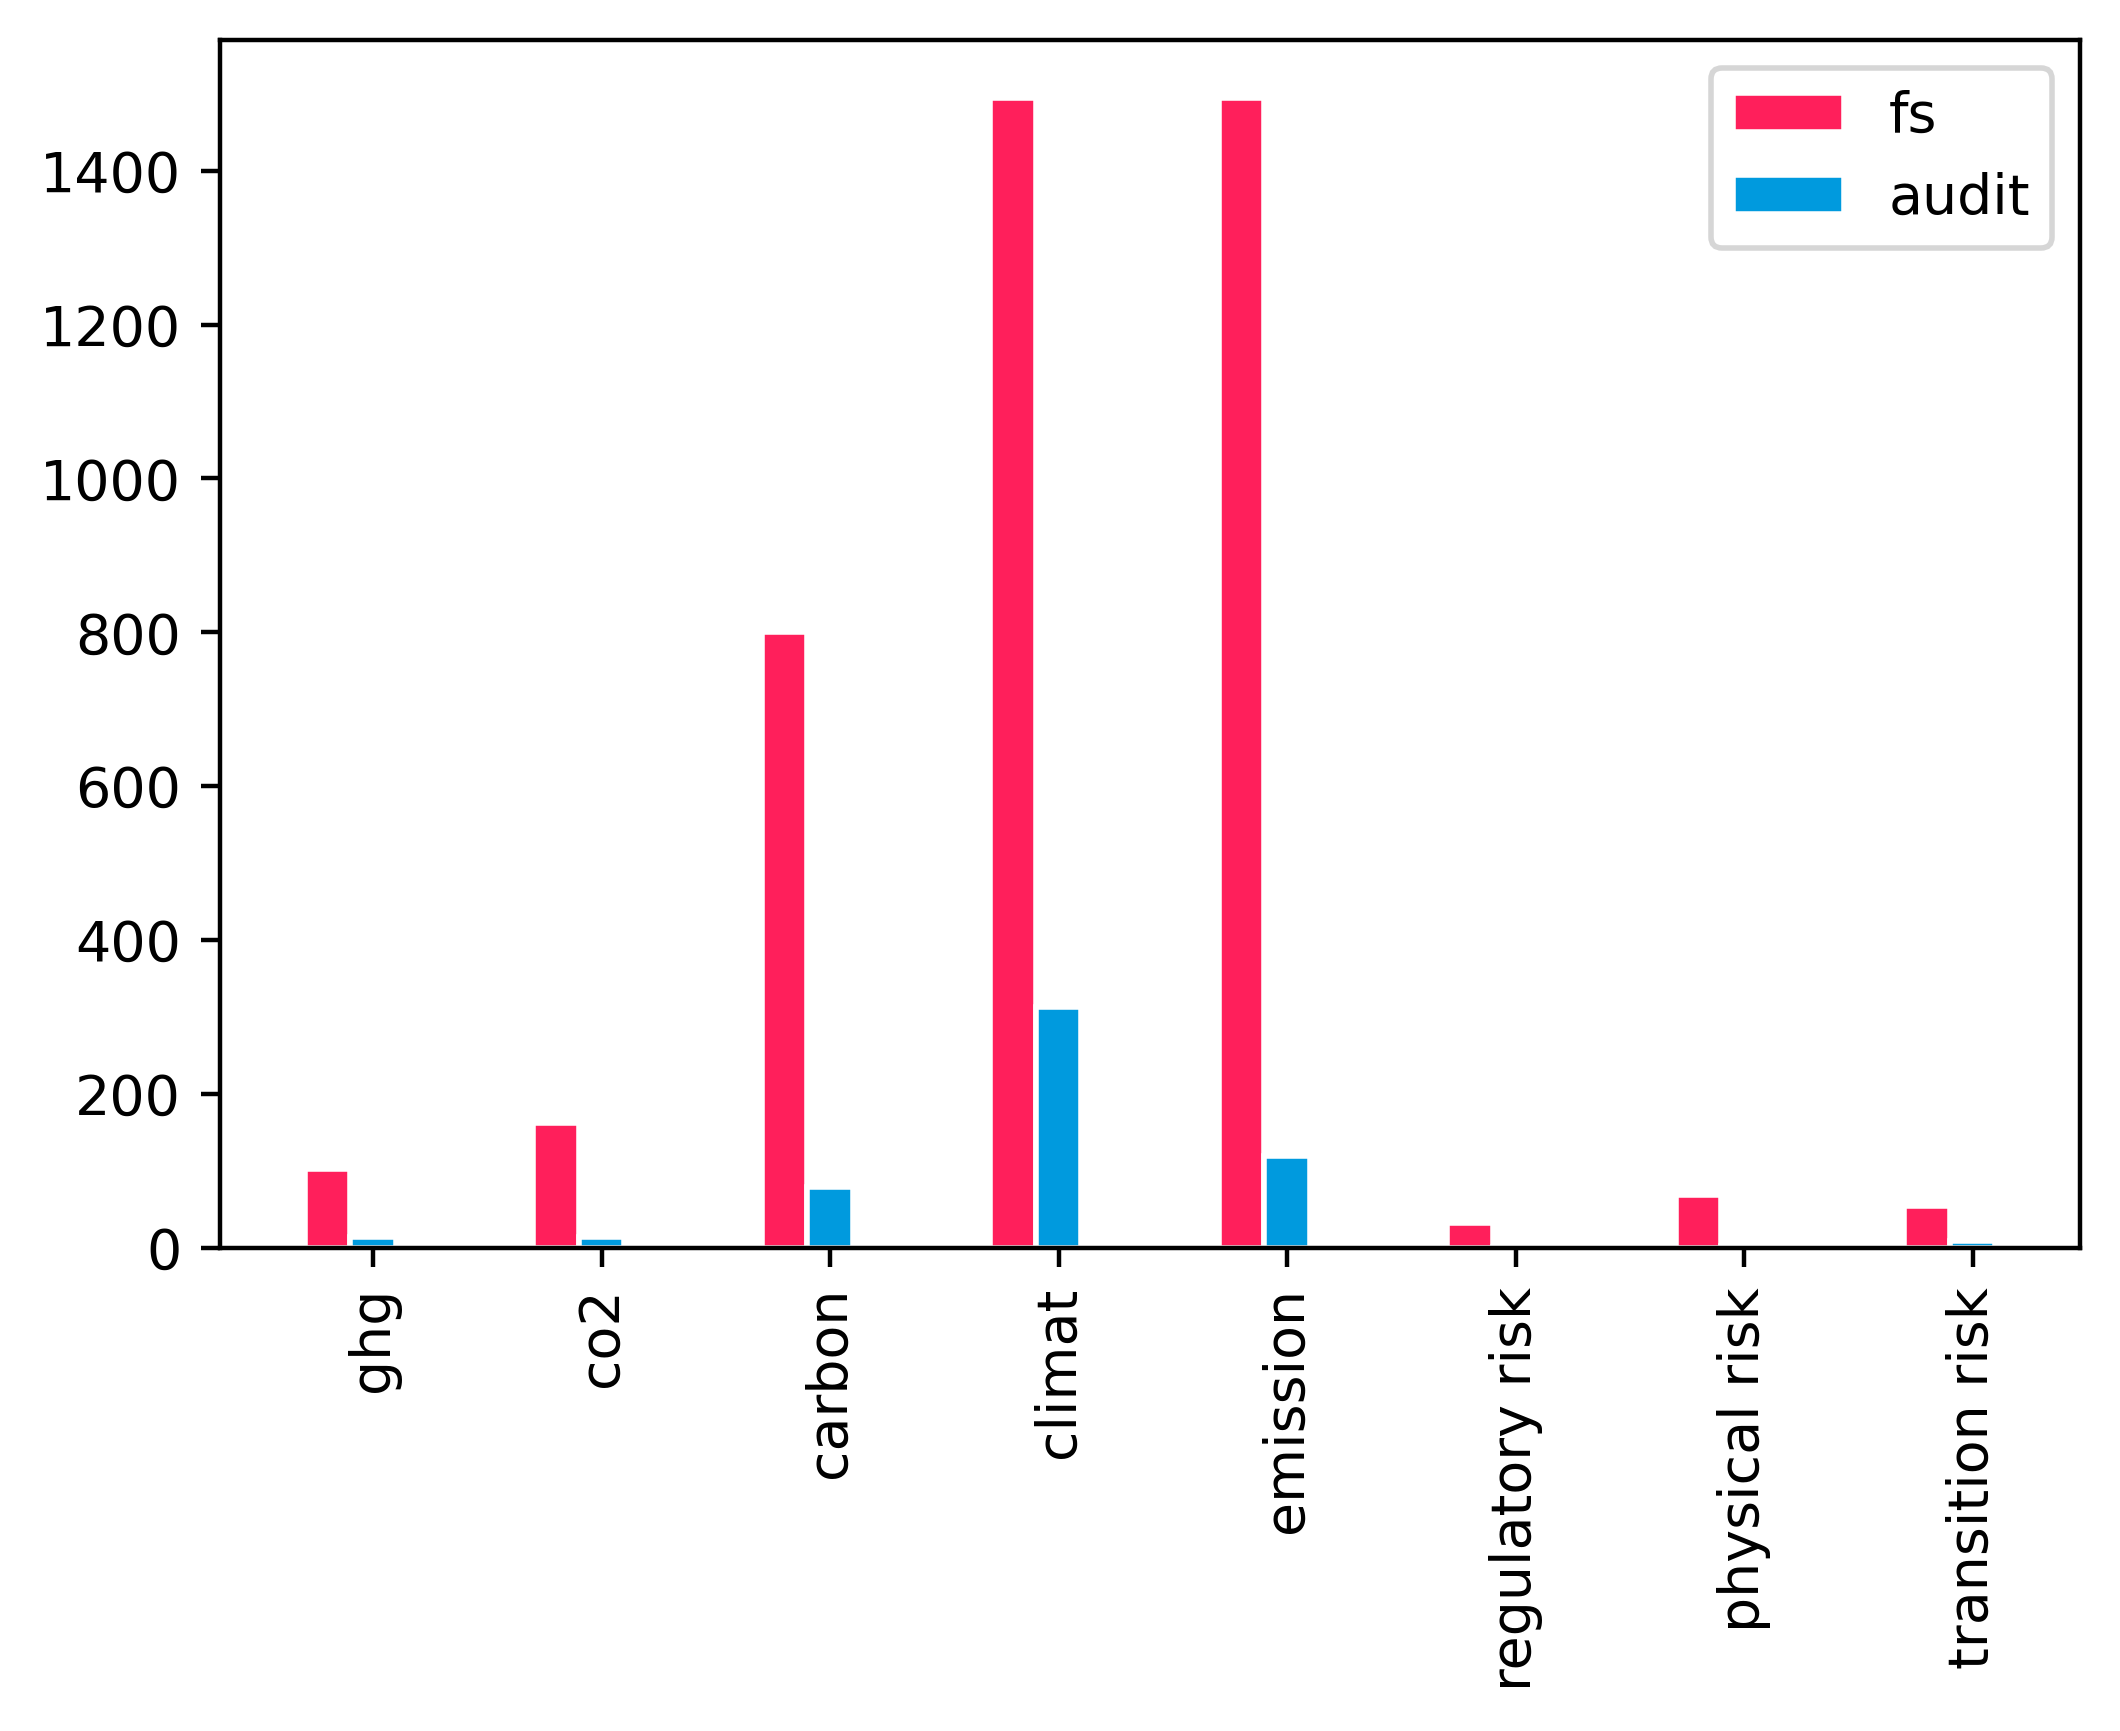 fs
audit
1400
1200
1000
800
600
400
200
0
ghg
co2
carbon
climat
emission
regulatory risk
physical risk
transition risk